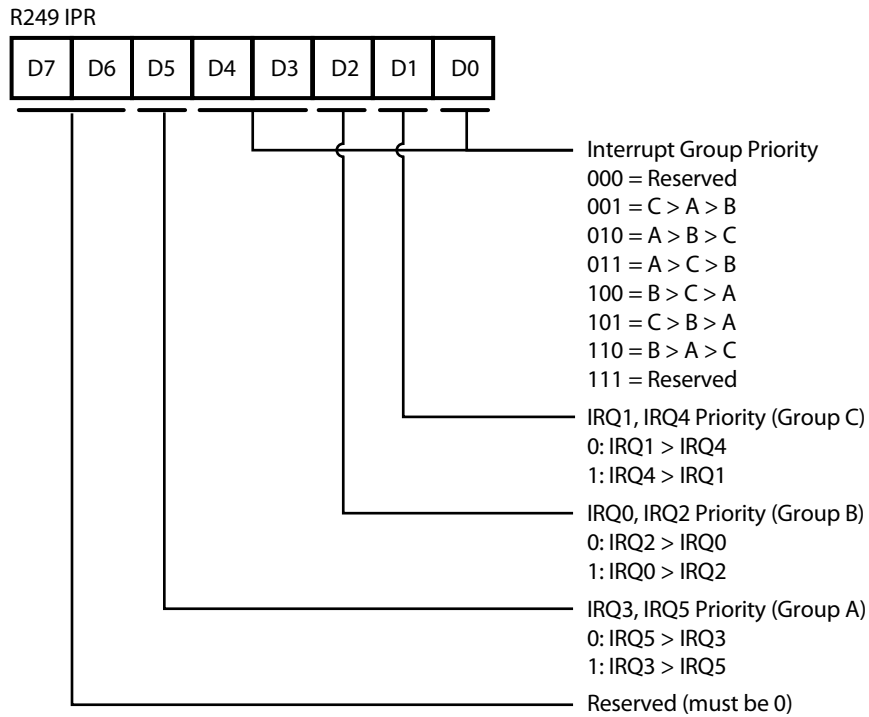 R249 IPR
D7 D6 D5 D4 D3 D2 D1 D0
Interrupt Group Priority
000 = Reserved
001 = C > A > B
010 = A > B > C
011 = A > C > B
100 = B > C > A
101 = C > B > A
110 = B > A > C
111 = Reserved
IRQ1, IRQ4 Priority (Group C)
0: IRQ1 > IRQ4
1: IRQ4 > IRQ1
IRQ0, IRQ2 Priority (Group B)
0: IRQ2 > IRQ0
1: IRQ0 > IRQ2
IRQ3, IRQ5 Priority (Group A)
0: IRQ5 > IRQ3
1: IRQ3 > IRQ5
Reserved (must be 0)